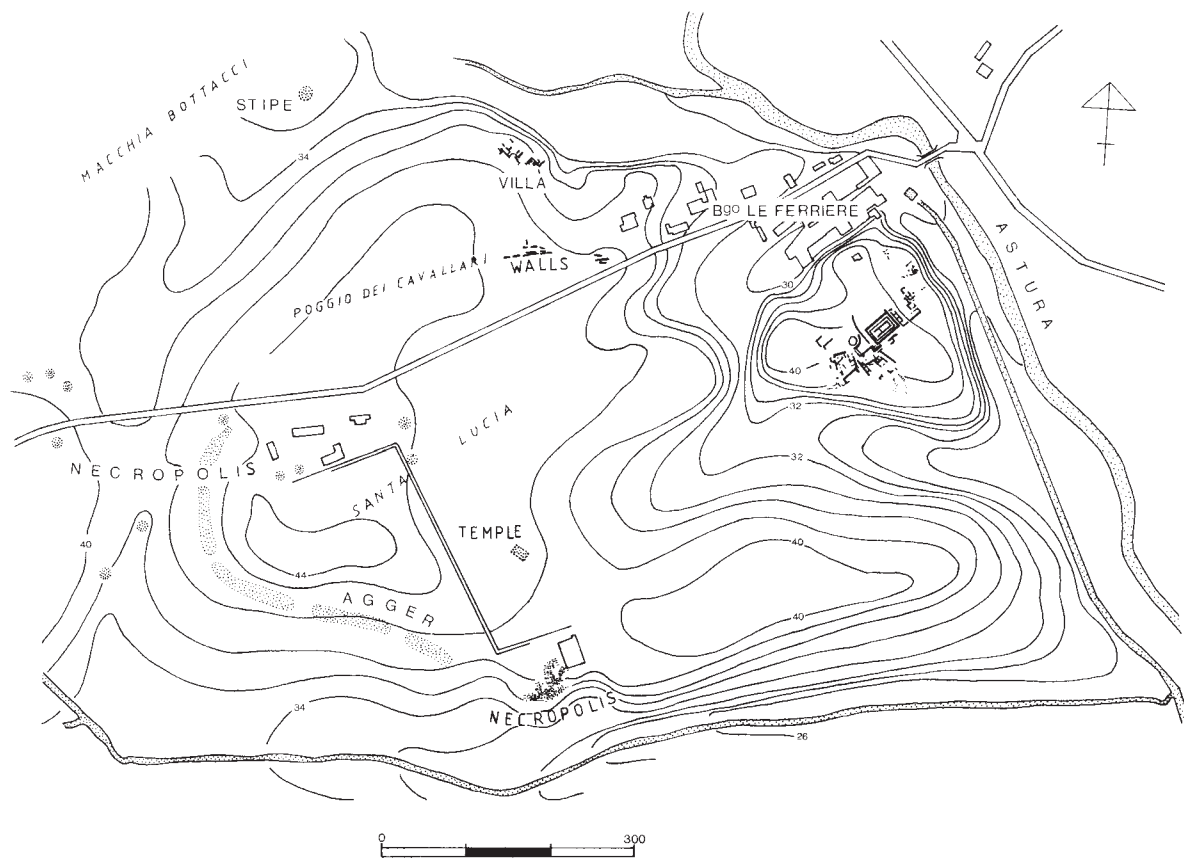 MACCHIA BOTTACCI
STIPE
34
VILLA
Bgo LE FERRIERE
ASTURA
POGGIO DEI CAVALLARI
WALLS
30
40
32
LUCIA
SANTA
NECROPOLIS
32
TEMPLE
40
40
44
AGGER
40
34
NECROPOLIS
26
0
300